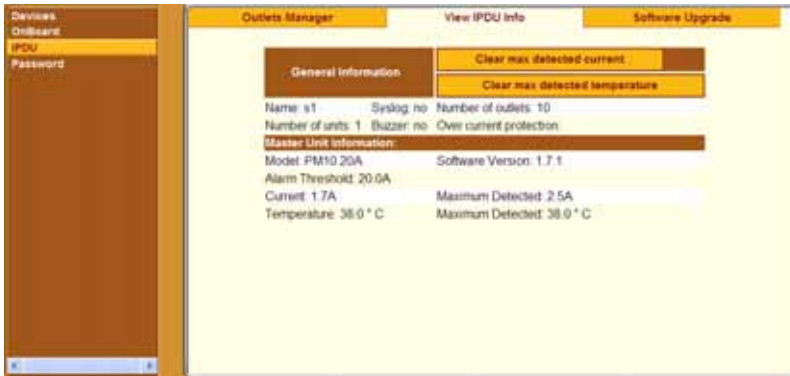 Devices
OnBoard
IPDU
Password
Outlets Manager View IPDU Info Software Upgrade
General Information
Clear max detected current
Clear max detected temperature
Name: s1 Syslog: no Number of outlets: 10
Number of units: 1 Buzzer: no Over current protection:
Master Unit Information:
Model: PM10 20A Software Version: 1.7.1
Alarm Threshold: 20.0A
Current: 1.7A Maximum Detected: 2.5A
Temperature: 38.0 ° C Maximum Detected: 38.0 ° C